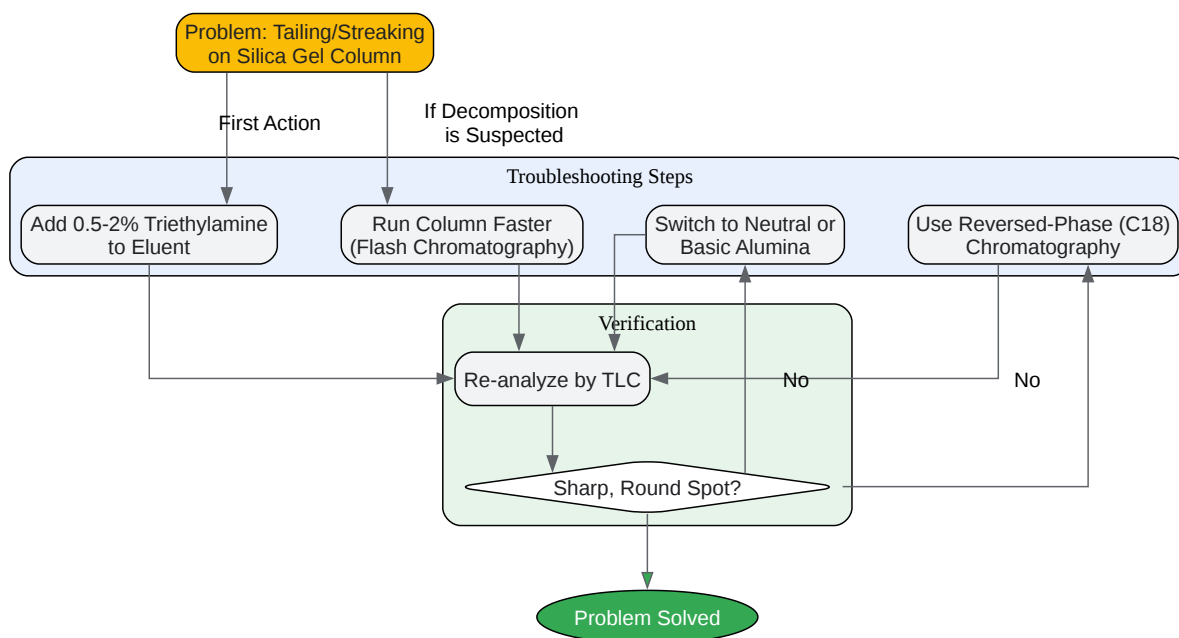 Problem: Tailing/Streaking
on Silica Gel Column
First Action
If Decomposition
is Suspected
Troubleshooting Steps
Add 0.5-2% Triethylamine
to Eluent
Run Column Faster
(Flash Chromatography)
Switch to Neutral or
Basic Alumina
Use Reversed-Phase (C18)
Chromatography
Verification
Re-analyze by TLC
No
No
Sharp, Round Spot?
Problem Solved